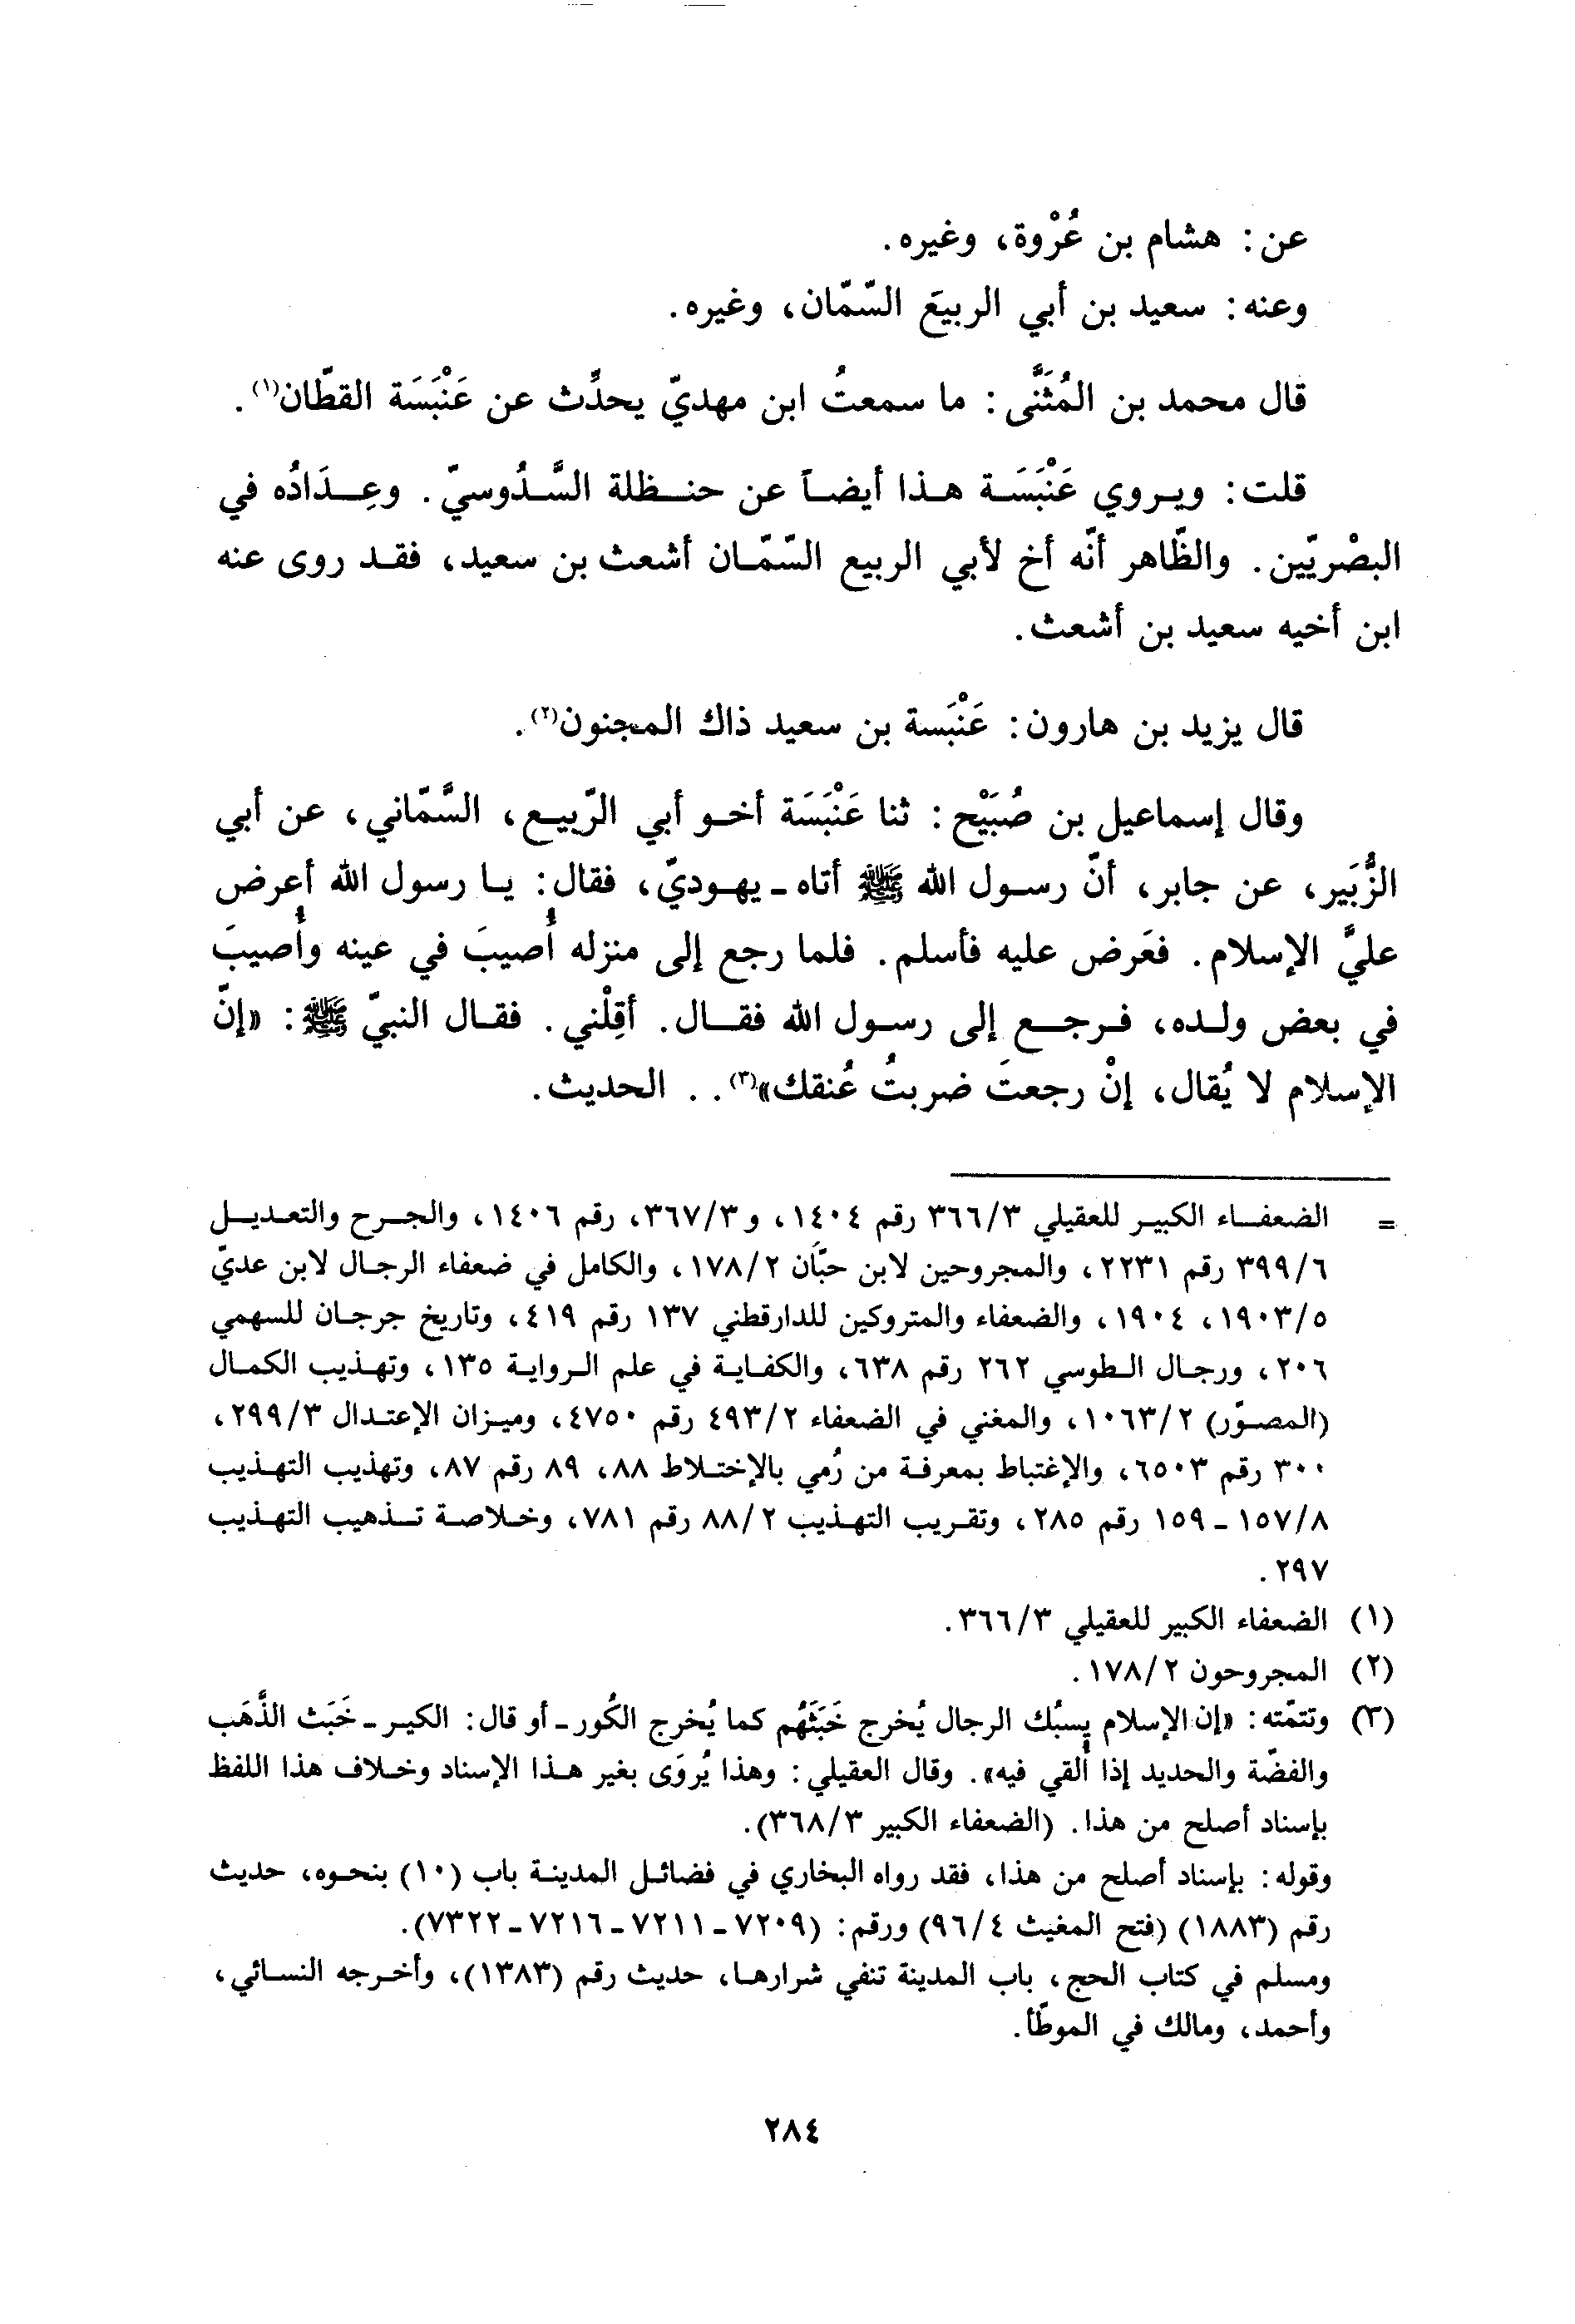 عن: هشام بن عُرْوة، وغيره.
وعنه: سعيد بن أبي الربيَع السّمّان، وغيره.
قال محمد بن المُثَنَّى: ما سمعتُ ابن مهديّ يحدِّث عن عَنْبَسَة القطّان(١).
قلت: ويروي عَنْبَسَة هذا أيضاً عن حنظلة السَّدُوسيّ. وعِدَادُه في
البصْريّين. والظّاهر أنّه أخ لأبي الربيع السّمّان أشعث بن سعيد، فقد روى عنه
ابن أخيه سعيد بن أشعث.
قال يزيد بن هارون: عَنْبَسة بن سعيد ذاك المجنون(٢).
وقال إسماعيل بن صُبَيْح: ثنا عَنْبَسَة أخو أبي الرّبيع، السَّمّاني، عن أبي
الزُّبَير، عن جابر، أنّ رسول الله ﷺ أتاه ـ يهوديّ، فقال: يا رسول الله أعرض
عليَّ الإسلام. فعَرض عليه فأسلم. فلما رجع إلى منزله أُصيبَ في عينه وأُصيبَ
في بعض ولده، فرجع إلى رسول الله فقال. أقِلْني. فقال النبيّ ﷺ: «إنّ
الإسلام لا يُقال، إنْ رجعتَ ضربتُ عُنقك»(٣). . الحديث.
= الضعفاء الكبير للعقيلي ٣/٣٦٦ رقم ١٤٠٤، و٣/٣٦٧، رقم ١٤٠٦، والجرح والتعديل
٦/٣٩٩ رقم ٢٢٣١، والمجروحين لابن حبّان ٢/١٧٨، والكامل في ضعفاء الرجال لابن عديّ
٥/١٩٠٣، ١٩٠٤، والضعفاء والمتروكين للدارقطني ١٣٧ رقم ٤١٩، وتاريخ جرجان للسهمي
٢٠٦، ورجال الطوسي ٢٦٢ رقم ٦٣٨، والكفاية في علم الرواية ١٣٥، وتهذيب الكمال
(المصوّر) ٢/١٠٦٣، والمغني في الضعفاء ٢/٤٩٣ رقم ٤٧٥٠، وميزان الإعتدال ٣/٢٩٩،
٣٠٠ رقم ٦٥٠٣، والإغتباط بمعرفة من رُمي بالإختلاط ٨٨، ٨٩ رقم ٨٧، وتهذيب التهذيب
٨/١٥٧ ـ ١٥٩ رقم ٢٨٥، وتقريب التهذيب ٢/٨٨ رقم ٧٨١، وخلاصة تذهيب التهذيب
٢٩٧.
(١) الضعفاء الكبير للعقيلي ٣/٣٦٦.
(٢) المجروحون ٢/١٧٨.
(٣) وتتمّته: «إن الإسلام يسبُك الرجال يُخرج خَبَثَهُم كما يُخرج الكُور ـ أو قال: الكير ـ خَبَث الذَّهَب
والفضّة والحديد إذا أُلقي فيه». وقال العقيلي: وهذا يُروَى بغير هذا الإسناد وخلاف هذا اللفظ
بإسناد أصلح من هذا. (الضعفاء الكبير ٣/٣٦٨).
وقوله: بإسناد أصلح من هذا، فقد رواه البخاري في فضائل المدينة باب (١٠) بنحوه، حديث
رقم (١٨٨٣) (فتح المغيث ٤/٩٦) ورقم: (٧٢٠٩ ـ ٧٢١١ ـ ٧٢١٦ ـ ٧٣٢٢).
ومسلم في كتاب الحج، باب المدينة تنفي شرارها، حديث رقم (١٣٨٣)، وأخرجه النسائي،
وأحمد، ومالك في الموطّأ.
٢٨٤